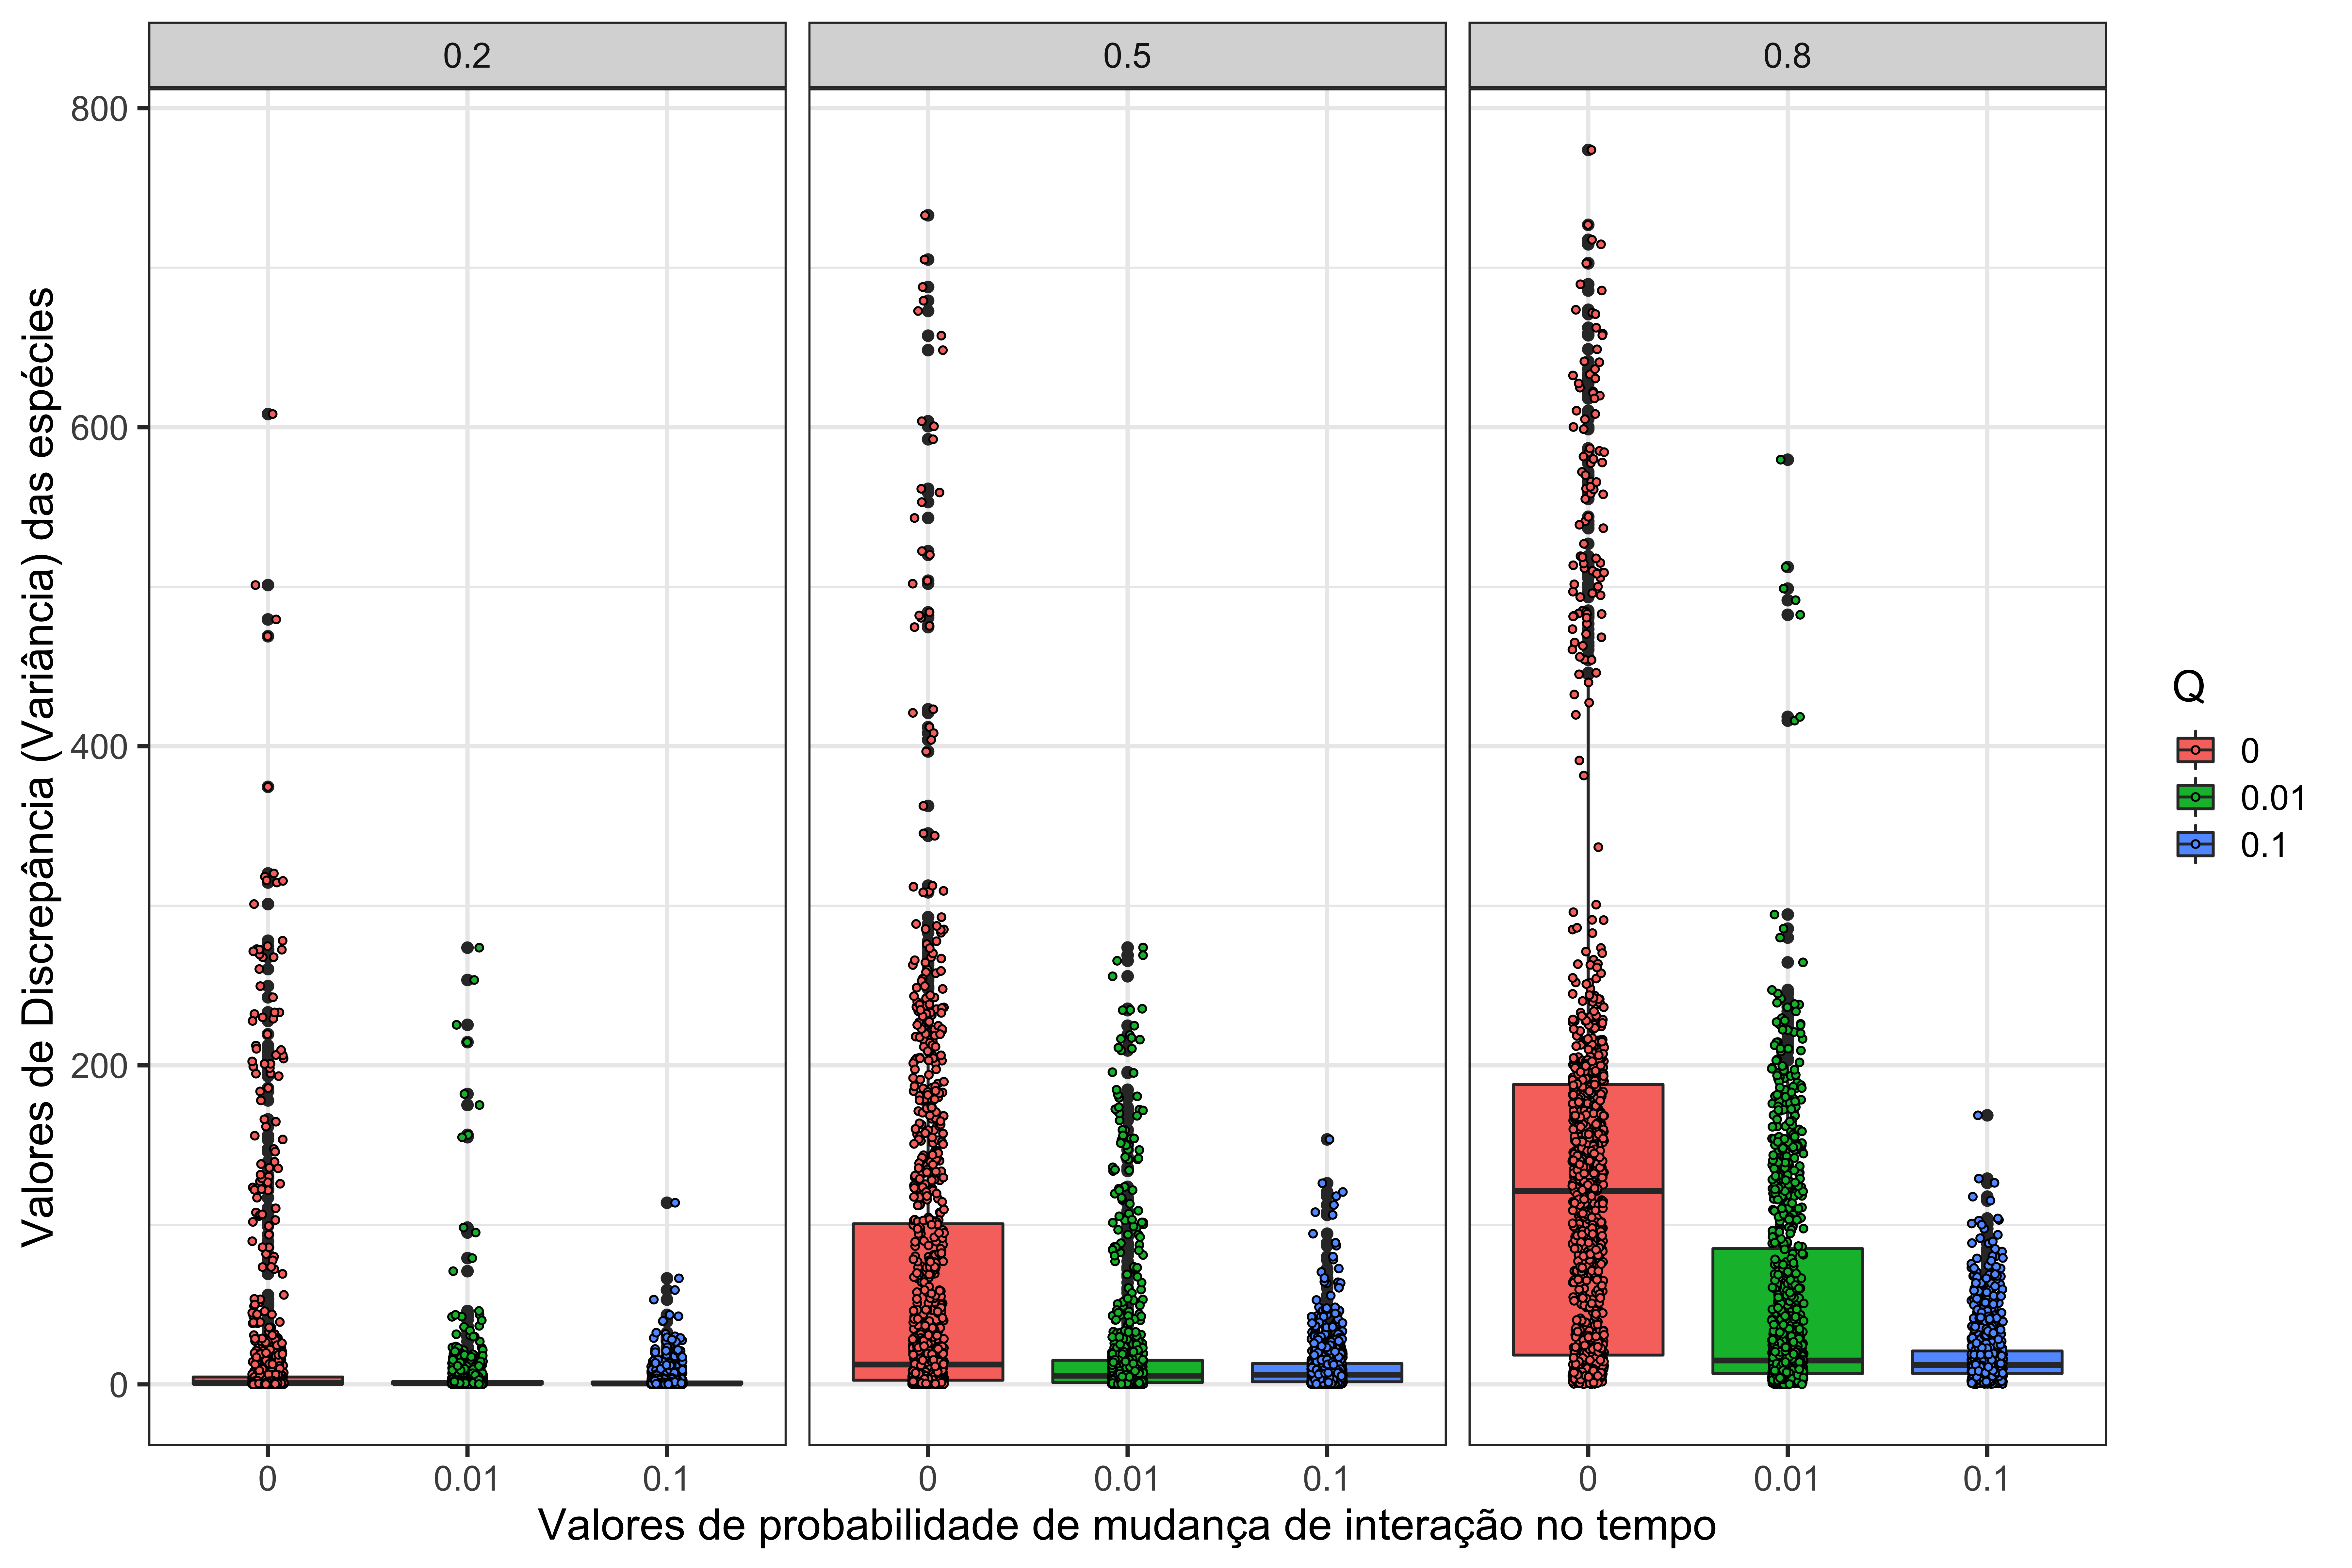 0.2 0.5 0.8
800
600
400
200
0
Valores de Discrepância (Variância) das espécies
0 0.01 0.1 0 0.01 0.1 0 0.01 0.1
Valores de probabilidade de mudança de interação no tempo
Q
0
0.01
0.1